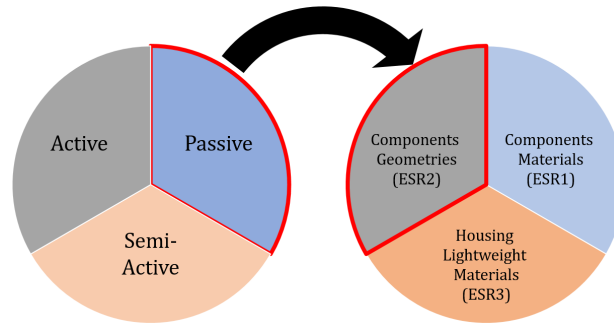 Active
Passive
Semi-
Active
Components
Geometries
(ESR2)
Components
Materials
(ESR1)
Housing
Lightweight
Materials
(ESR3)